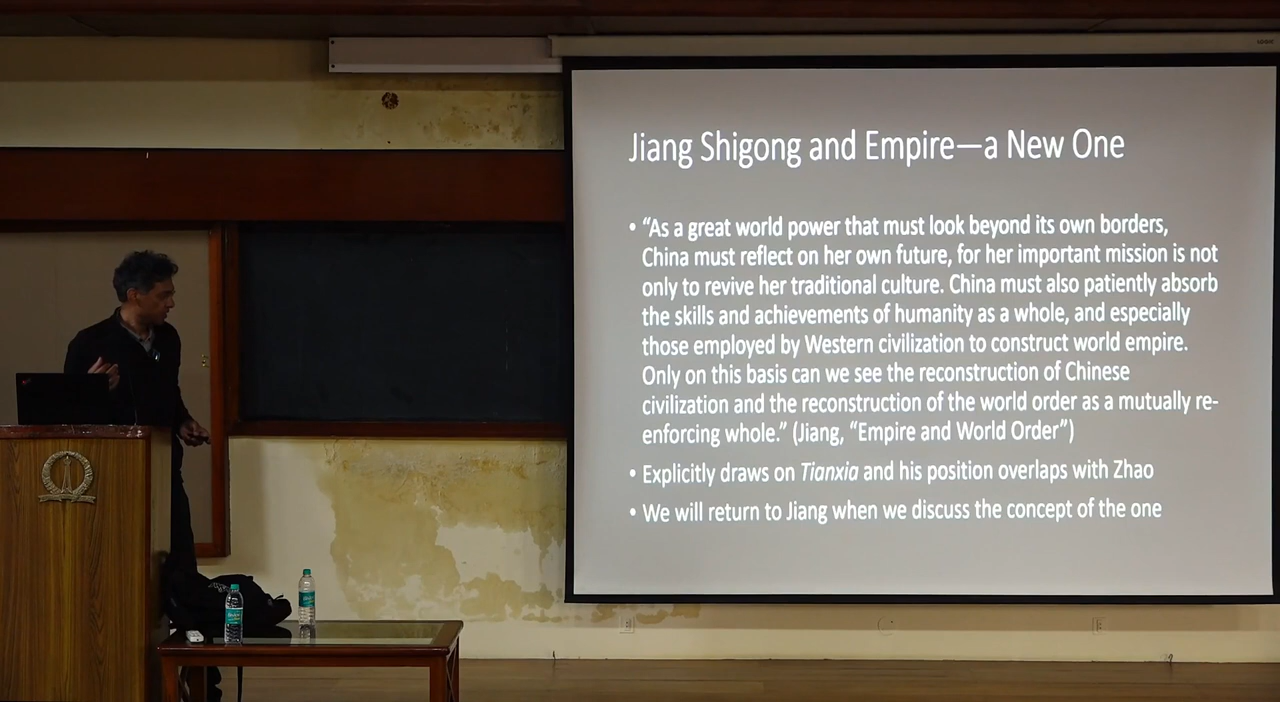 Jiang Shigong and Empire—a New One
• “As a great world power that must look beyond its own borders,
China must reflect on her own future, for her important mission is not
only to revive her traditional culture. China must also patiently absorb
the skills and achievements of humanity as a whole, and especially
those employed by Western civilization to construct world empire.
Only on this basis can we see the reconstruction of Chinese
civilization and the reconstruction of the world order as a mutually re-
enforcing whole.” (Jiang, “Empire and World Order”)
• Explicitly draws on Tianxia and his position overlaps with Zhao
• We will return to Jiang when we discuss the concept of the one